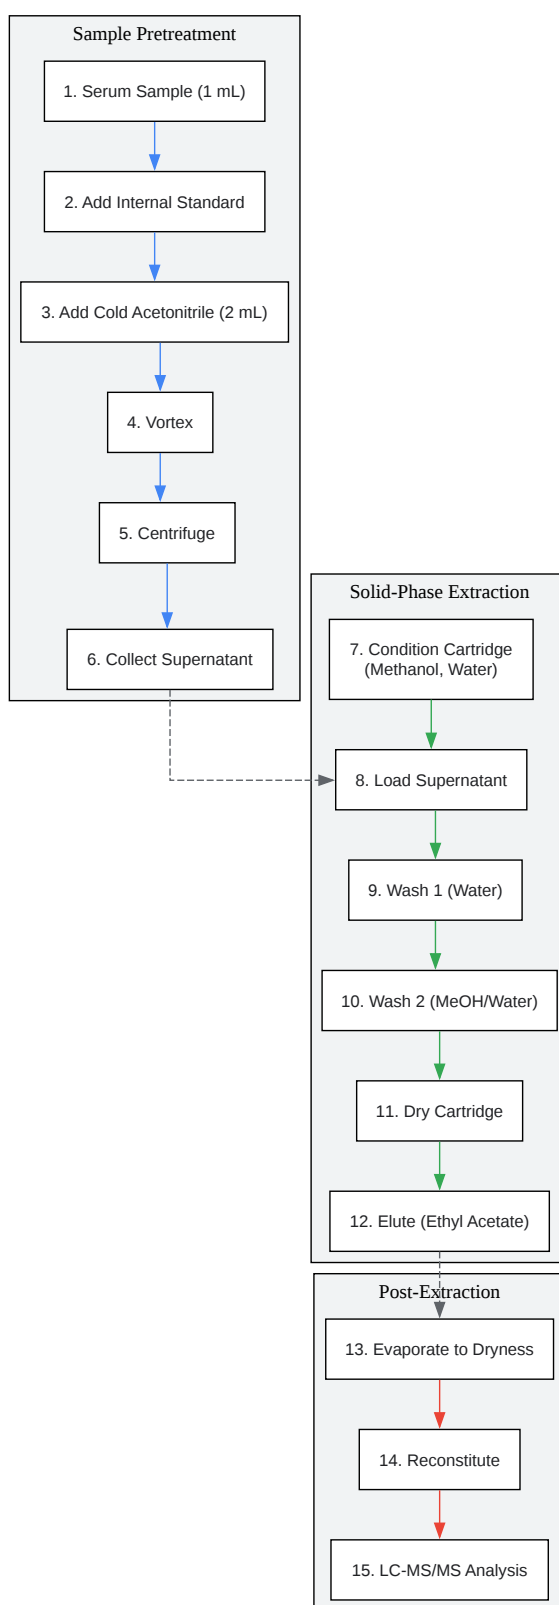 Sample Pretreatment
1. Serum Sample (1 mL)
2. Add Internal Standard
3. Add Cold Acetonitrile (2 mL)
4. Vortex
5. Centrifuge
6. Collect Supernatant
Solid-Phase Extraction
7. Condition Cartridge
(Methanol, Water)
8. Load Supernatant
9. Wash 1 (Water)
10. Wash 2 (MeOH/Water)
11. Dry Cartridge
12. Elute (Ethyl Acetate)
Post-Extraction
13. Evaporate to Dryness
14. Reconstitute
15. LC-MS/MS Analysis